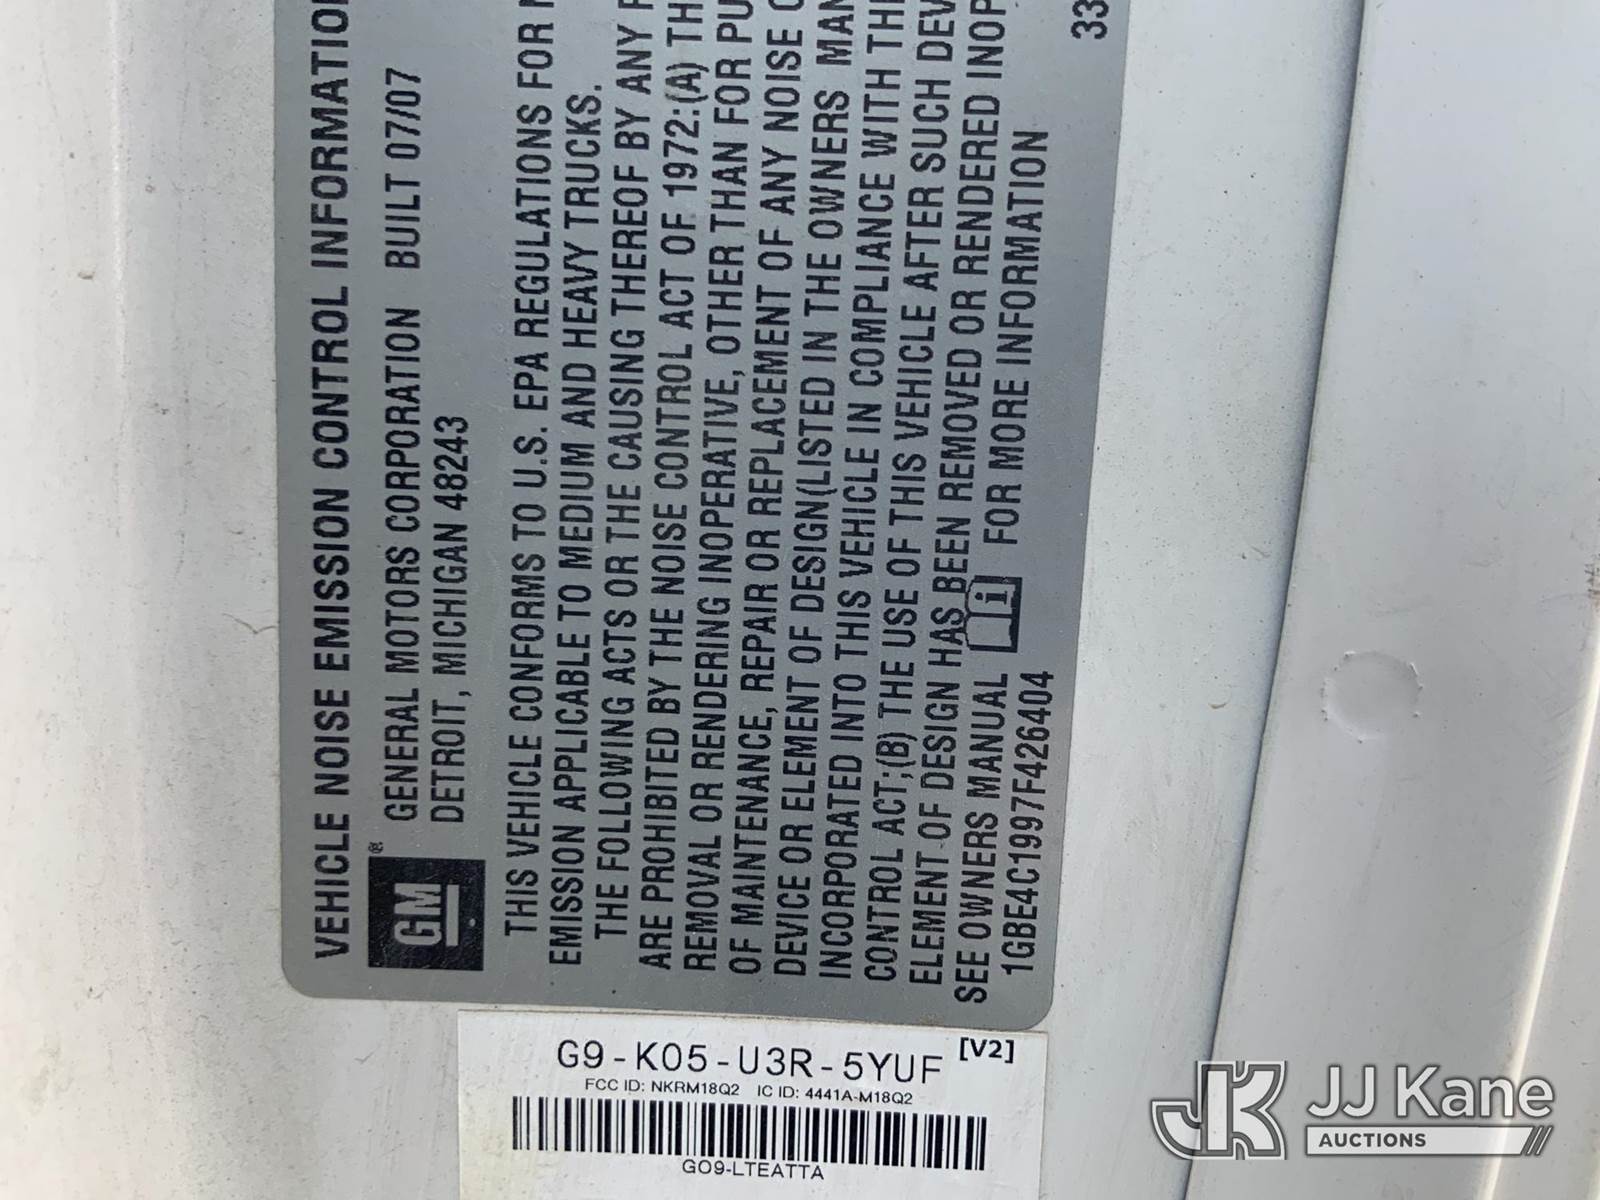 VEHICLE NOISE EMISSION CONTROL INFORMATION
GM ®
GENERAL MOTORS CORPORATION BUILT 07/07
DETROIT, MICHIGAN 48243
THIS VEHICLE CONFORMS TO U.S. EPA REGULATIONS FOR
EMISSION APPLICABLE TO MEDIUM AND HEAVY TRUCKS.
THE FOLLOWING ACTS OR THE CAUSING THEREOF BY ANY
ARE PROHIBITED BY THE NOISE CONTROL ACT OF 1972:(A) TH
REMOVAL OR RENDERING INOPERATIVE, OTHER THAN FOR PU
OF MAINTENANCE, REPAIR OR REPLACEMENT OF ANY NOISE
DEVICE OR ELEMENT OF DESIGN(LISTED IN THE OWNERS MAN
INCORPORATED INTO THIS VEHICLE IN COMPLIANCE WITH THE
CONTROL ACT;(B) THE USE OF THIS VEHICLE AFTER SUCH DEV
ELEMENT OF DESIGN HAS BEEN REMOVED OR RENDERED INOP
SEE OWNERS MANUAL i FOR MORE INFORMATION
1GBE4C1997F426404
33
G9-K05-U3R-5YUF [V2]
FCC ID: NKRM18Q2 IC ID: 4441A-M18Q2
GO9-LTEATTA
JK JJ Kane
AUCTIONS